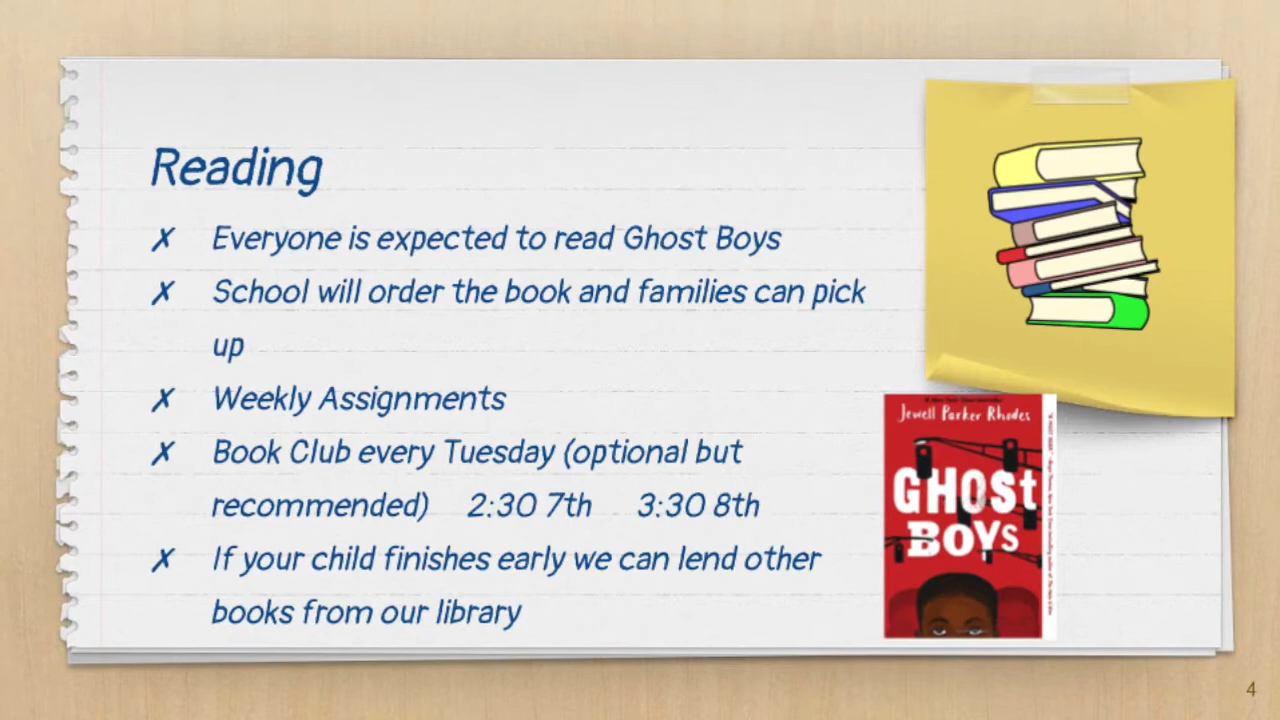 Reading
✗ Everyone is expected to read Ghost Boys
✗ School will order the book and families can pick
up
✗ Weekly Assignments
✗ Book Club every Tuesday (optional but
recommended) 2:30 7th 3:30 8th
✗ If your child finishes early we can lend other
books from our library
Jewell Parker Rhodes
GHOST
BOYS
4